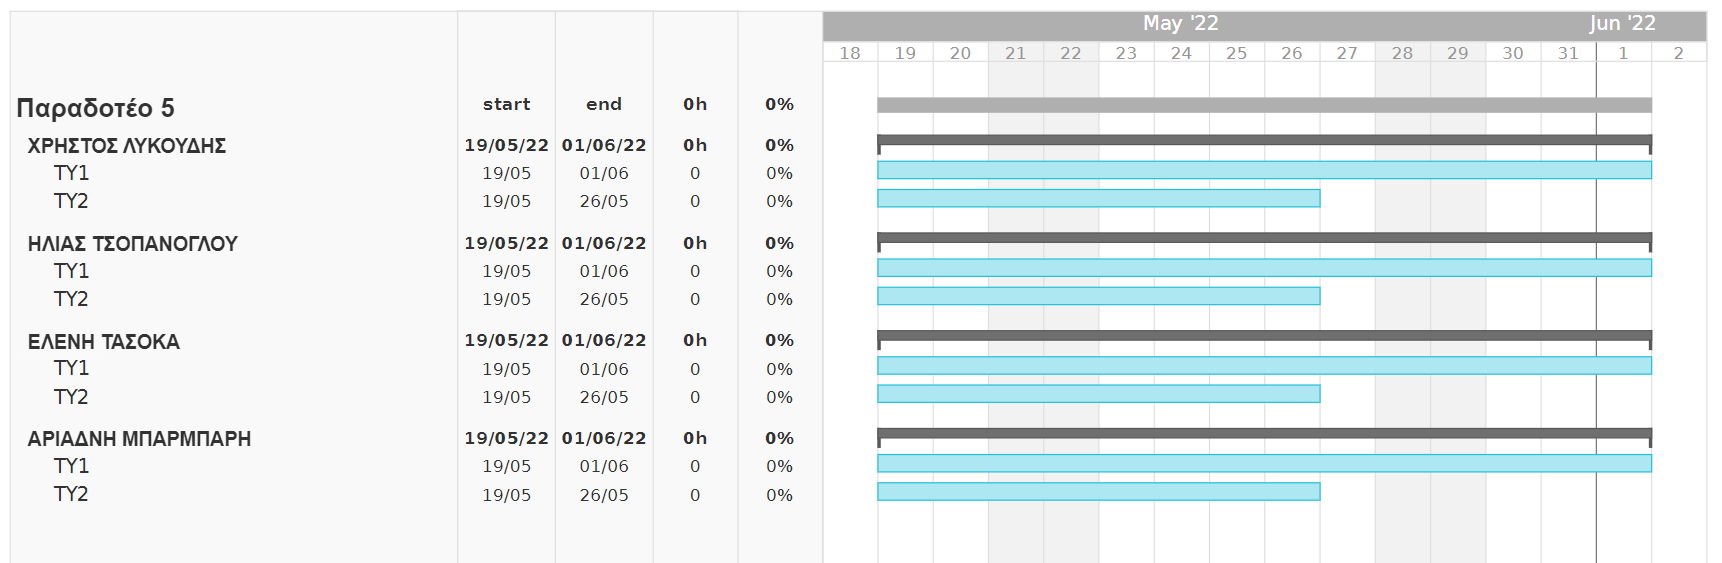 May '22 Jun '22
18 19 20 21 22 23 24 25 26 27 28 29 30 31 1 2
Παραδοτέο 5 start end 0h 0%
ΧΡΗΣΤΟΣ ΛΥΚΟΥΔΗΣ 19/05/22 01/06/22 0h 0%
ΤΥ1 19/05 01/06 0 0%
ΤΥ2 19/05 26/05 0 0%
ΗΛΙΑΣ ΤΣΟΠΑΝΟΓΛΟΥ 19/05/22 01/06/22 0h 0%
ΤΥ1 19/05 01/06 0 0%
ΤΥ2 19/05 26/05 0 0%
ΕΛΕΝΗ ΤΑΣΟΚΑ 19/05/22 01/06/22 0h 0%
ΤΥ1 19/05 01/06 0 0%
ΤΥ2 19/05 26/05 0 0%
ΑΡΙΑΔΝΗ ΜΠΑΡΜΠΑΡΗ 19/05/22 01/06/22 0h 0%
ΤΥ1 19/05 01/06 0 0%
ΤΥ2 19/05 26/05 0 0%